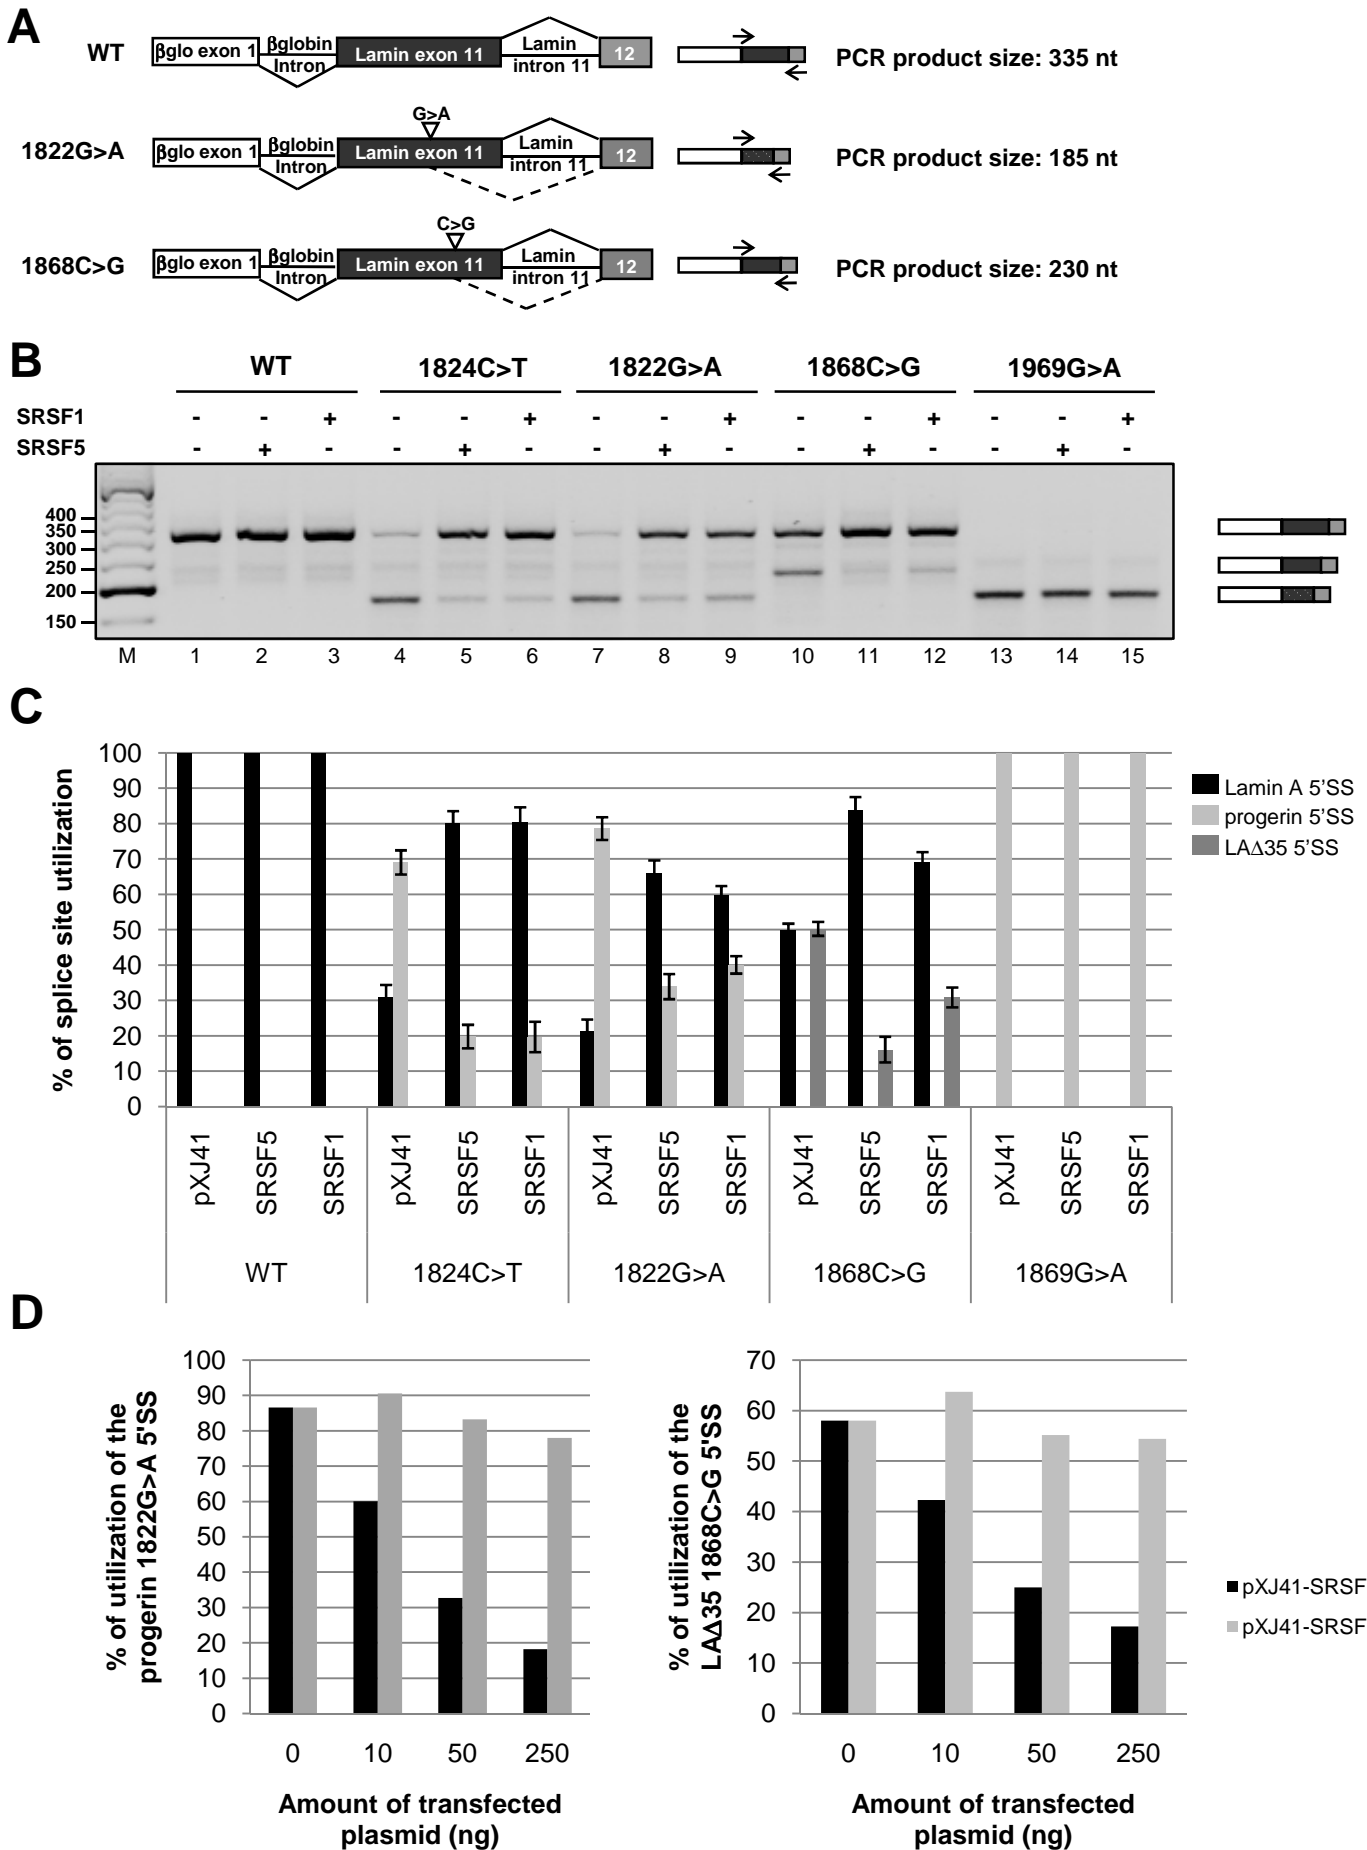 A
WT
βglo exon 1
βglobin
Intron
Lamin exon 11
Lamin
intron 11
12
PCR product size: 335 nt
G>A
1822G>A
βglo exon 1
βglobin
Intron
Lamin exon 11
Lamin
intron 11
12
PCR product size: 185 nt
C>G
1868C>G
βglo exon 1
βglobin
Intron
Lamin exon 11
Lamin
intron 11
12
PCR product size: 230 nt
B
WT 1824C>T 1822G>A 1868C>G 1969G>A
SRSF1 - - + - - + - - + - - + - - +
SRSF5 - + - - + - - + - - + - - + -
400
350
300
250
200
150
M 1 2 3 4 5 6 7 8 9 10 11 12 13 14 15
C
% of splice site utilization
100
90
80
70
60
50
40
30
20
10
0
Lamin A 5'SS
progerin 5'SS
LAΔ35 5'SS
pXJ41 SRSF5 SRSF1 pXJ41 SRSF5 SRSF1 pXJ41 SRSF5 SRSF1 pXJ41 SRSF5 SRSF1 pXJ41 SRSF5 SRSF1
WT 1824C>T 1822G>A 1868C>G 1869G>A
D
% of utilization of the
progerin 1822G>A 5'SS
100
90
80
70
60
50
40
30
20
10
0
0 10 50 250
Amount of transfected
plasmid (ng)
% of utilization of the
LAΔ35 1868C>G 5'SS
70
60
50
40
30
20
10
0
0 10 50 250
Amount of transfected
plasmid (ng)
pXJ41-SRSF
pXJ41-SRSF